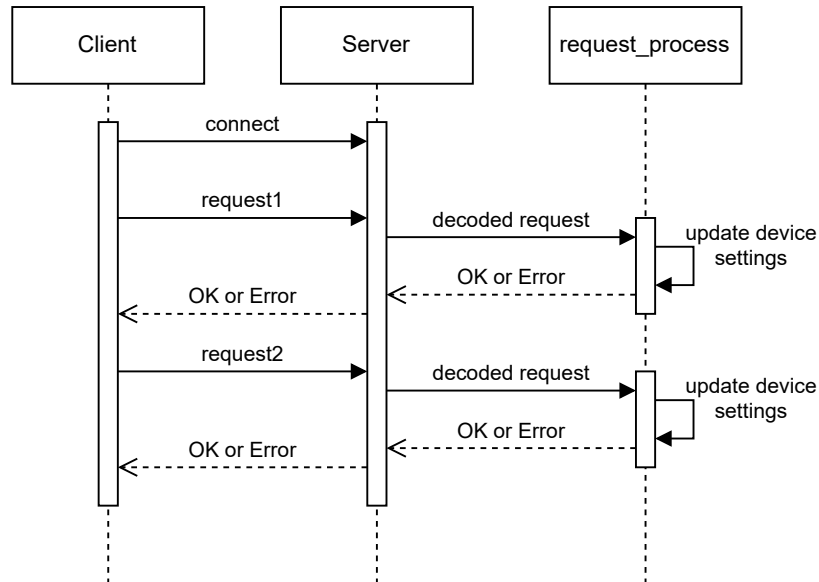 Client
Server
request_process
connect
request1
decoded request
update device
settings
OK or Error
OK or Error
request2
decoded request
update device
settings
OK or Error
OK or Error